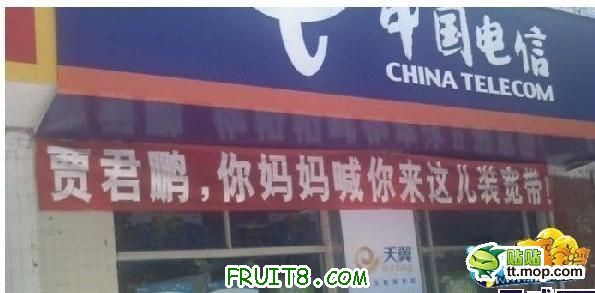 中国电信
CHINA TELECOM
贾君鹏，你妈妈喊你来这儿装宽带！
天翼
FRUIT8.COM
贴贴
tt.mop.com